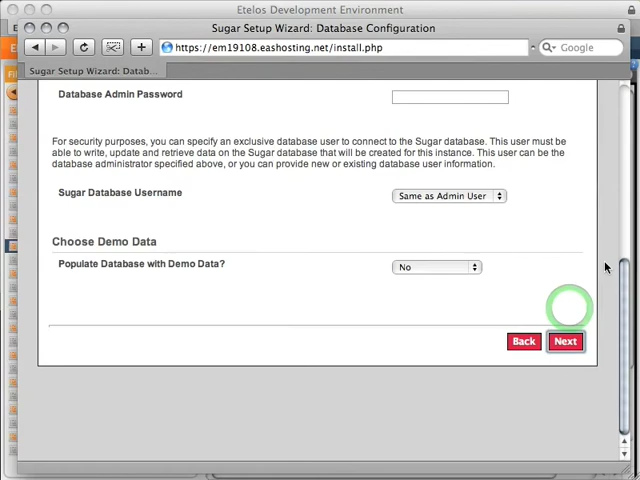 Etelos Development Environment
Sugar Setup Wizard: Database Configuration
https://em19108.eashosting.net/install.php
Google
Sugar Setup Wizard: Datab...
Database Admin Password
For security purposes, you can specify an exclusive database user to connect to the Sugar database. This user must be
able to write, update and retrieve data on the Sugar database that will be created for this instance. This user can be the
database administrator specified above, or you can provide new or existing database user information.
Sugar Database Username
Same as Admin User
Choose Demo Data
Populate Database with Demo Data?
No
Back
Next